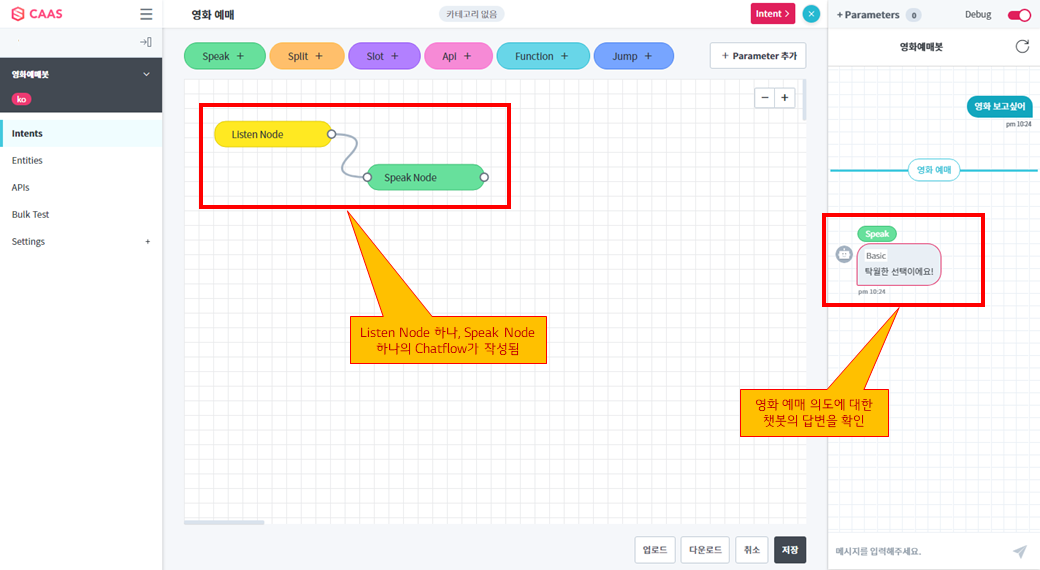 CAAS
영화예매봇
ko
Intents
Entities
APIs
Bulk Test
Settings +
영화 예매
카테고리 없음
Intent >
Speak +
Split +
Slot +
Api +
Function +
Jump +
+ Parameter 추가
− +
Listen Node
Speak Node
Listen Node 하나, Speak Node
하나의 Chatflow가 작성됨
업로드
다운로드
취소
저장
+ Parameters 0
Debug
영화예매봇
영화 보고싶어
pm 10:24
영화 예매
Speak
Basic
탁월한 선택이에요!
pm 10:24
영화 예매 의도에 대한
챗봇의 답변을 확인
메시지를 입력해주세요.